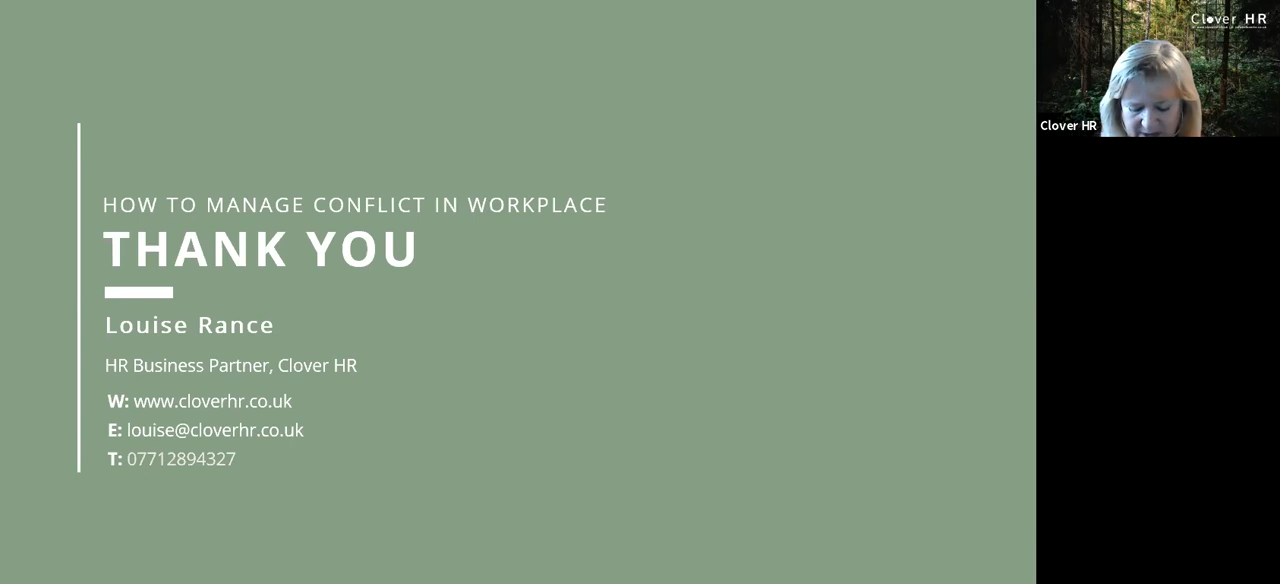 HOW TO MANAGE CONFLICT IN WORKPLACE
THANK YOU
Louise Rance
HR Business Partner, Clover HR
W: www.cloverhr.co.uk
E: louise@cloverhr.co.uk
T: 07712894327
Clover HR
Clover HR